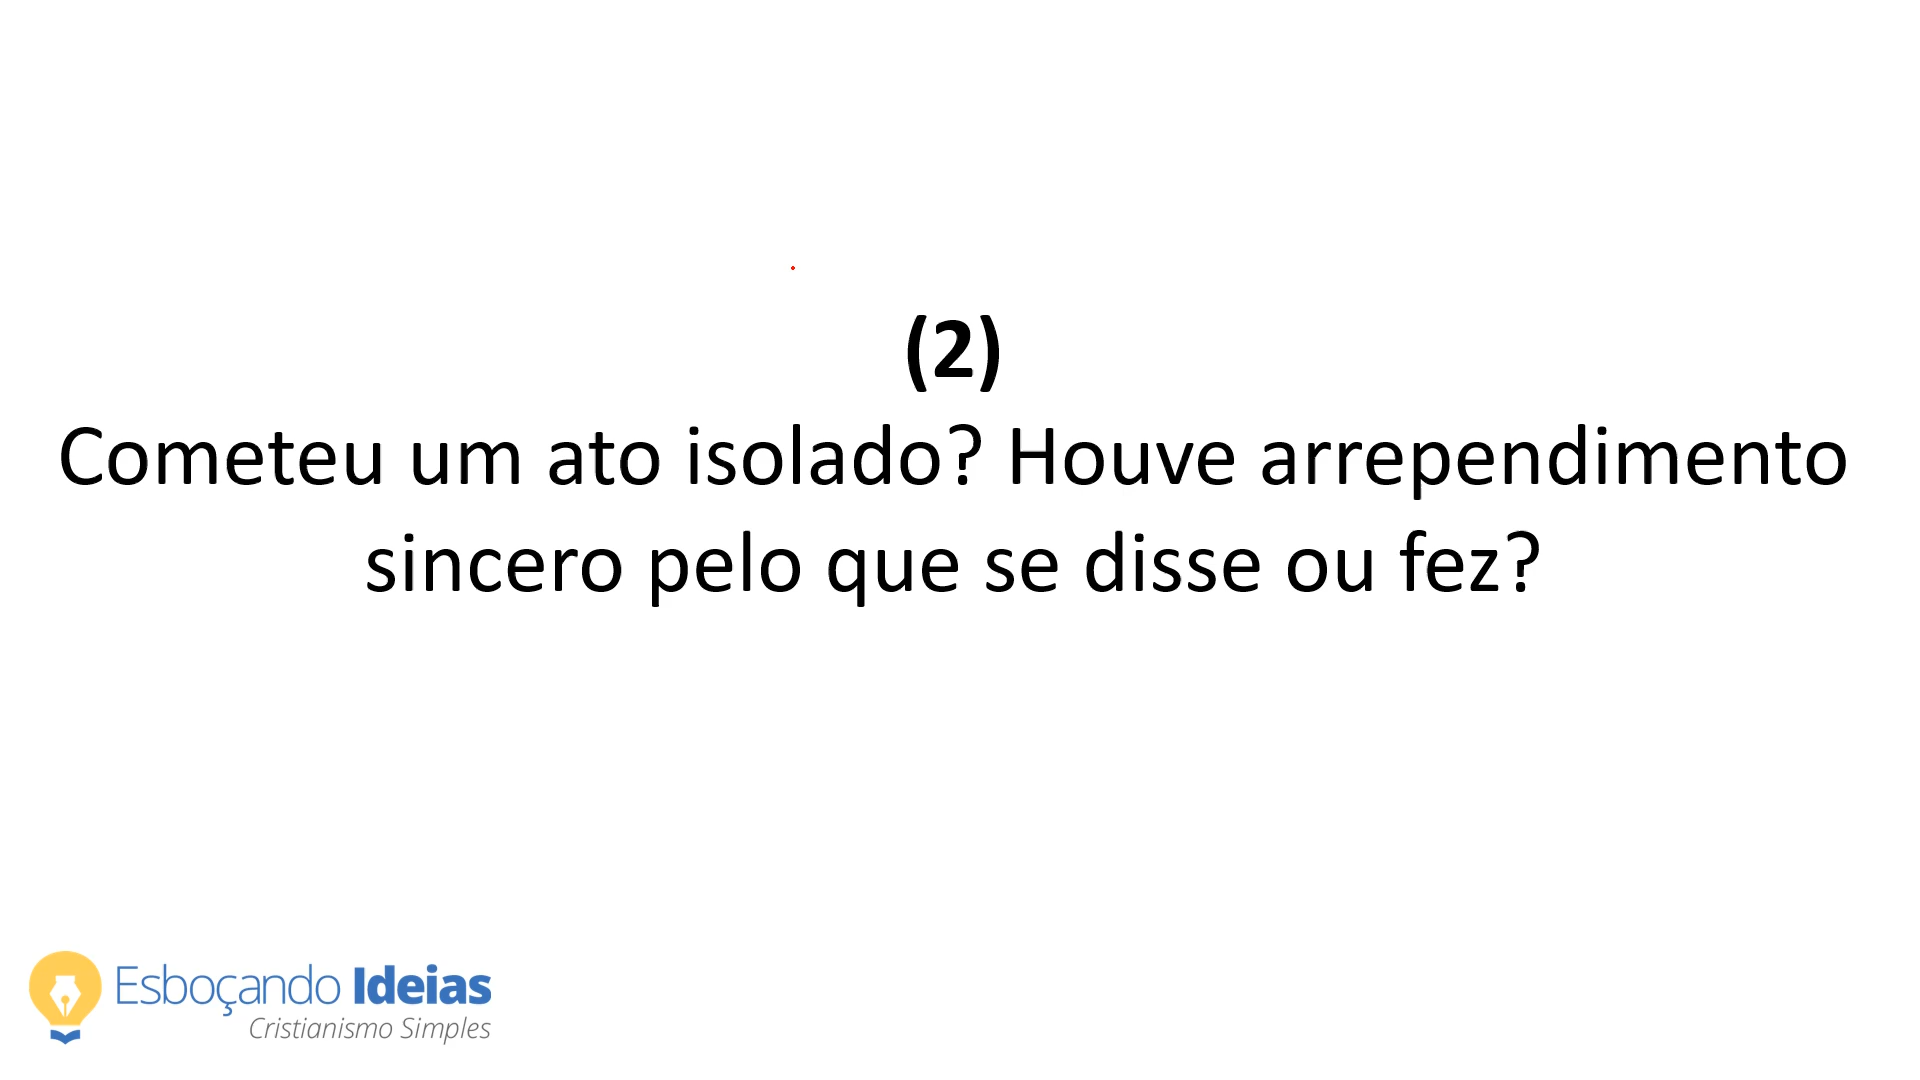 (2)
Cometeu um ato isolado? Houve arrependimento
sincero pelo que se disse ou fez?
Esboçando Ideias
Cristianismo Simples